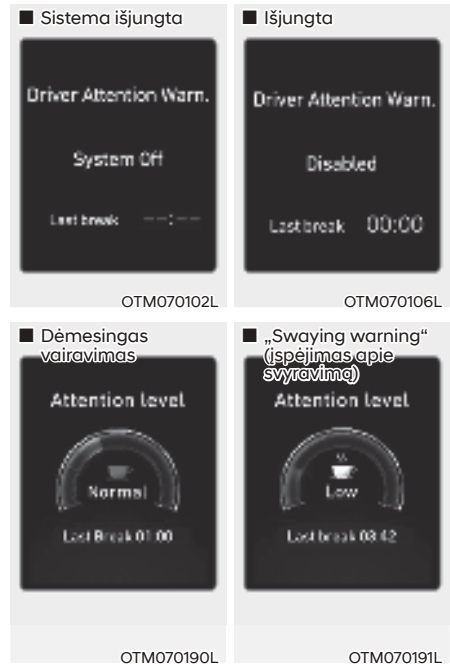 ■ Sistema išjungta
Driver Attention Warn.
System Off
Last break --:--
OTM070102L
■ Išjungta
Driver Attention Warn.
Disabled
Last break 00:00
OTM070106L
■ Dėmesingas
vairavimas
Attention level
Normal
Last Break 01:00
OTM070190L
■ „Swaying warning“
(įspėjimas apie
svyravimą)
Attention level
Low
Last break 03:42
OTM070191L